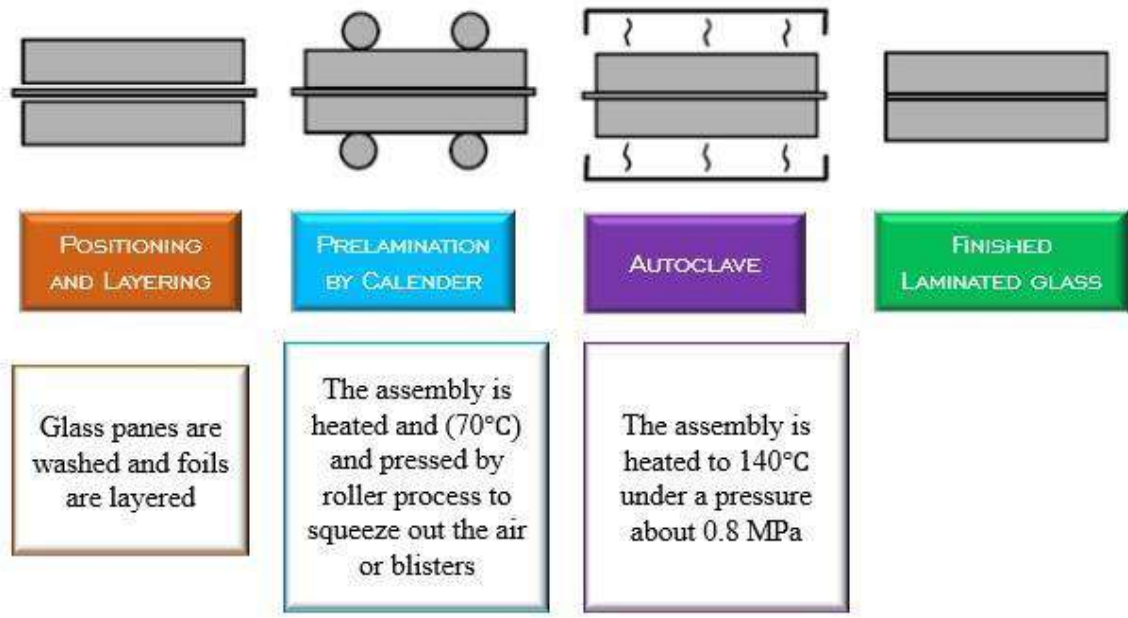 POSITIONING
AND LAYERING
PRELAMINATION
BY CALENDER
AUTOCLAVE
FINISHED
LAMINATED GLASS
Glass panes are
washed and foils
are layered
The assembly is
heated and (70°C)
and pressed by
roller process to
squeeze out the air
or blisters
The assembly is
heated to 140°C
under a pressure
about 0.8 MPa